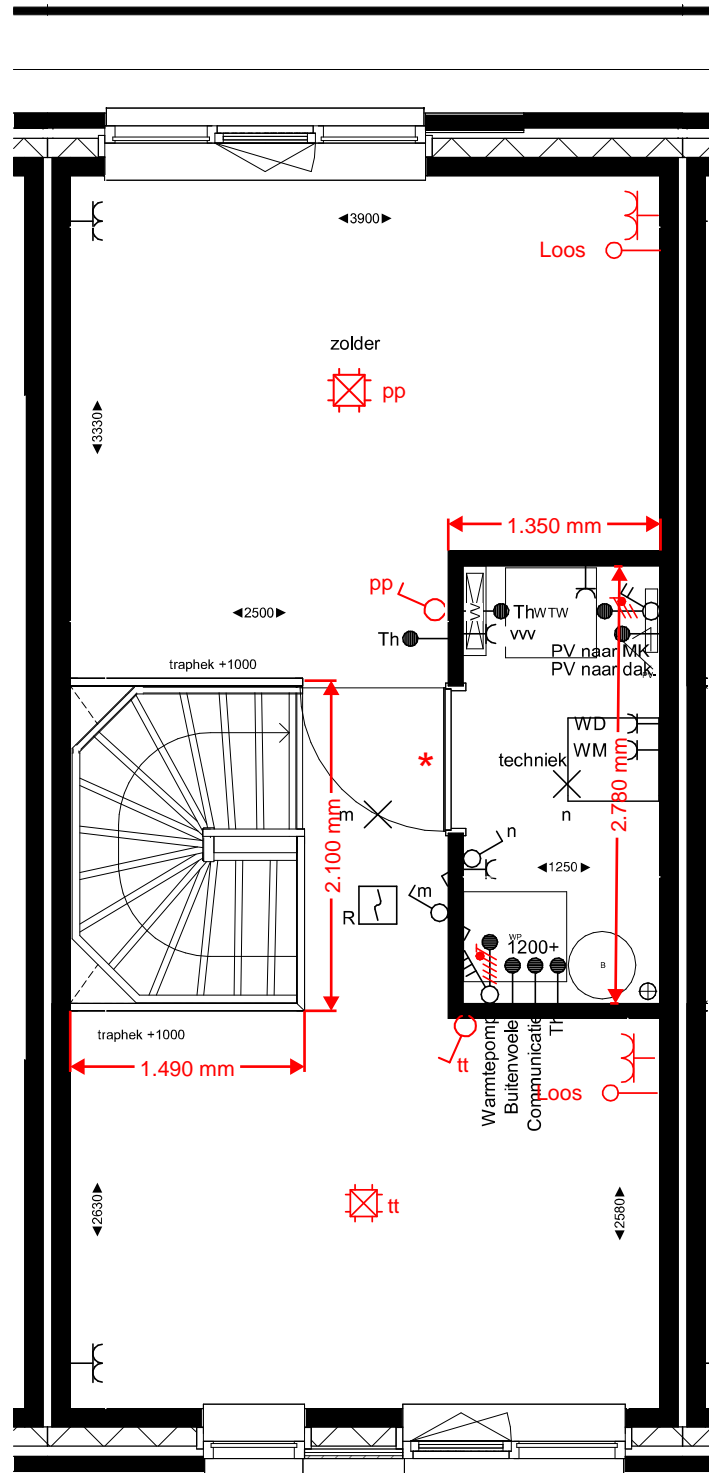 3900
Loos
zolder
pp
3330
1.350 mm
pp
2500
Th
Th
WTW
vvv
traphek +1000
PV naar MK
PV naar dak
WD
WM
*
techniek
2.100 mm
2.780 mm
m
n
n
1250
m
R
WP
1200+
B
traphek +1000
1.490 mm
tt
Warmtepomp
Buitenvoeler
Communicatie
Th
Loos
tt
2630
2580